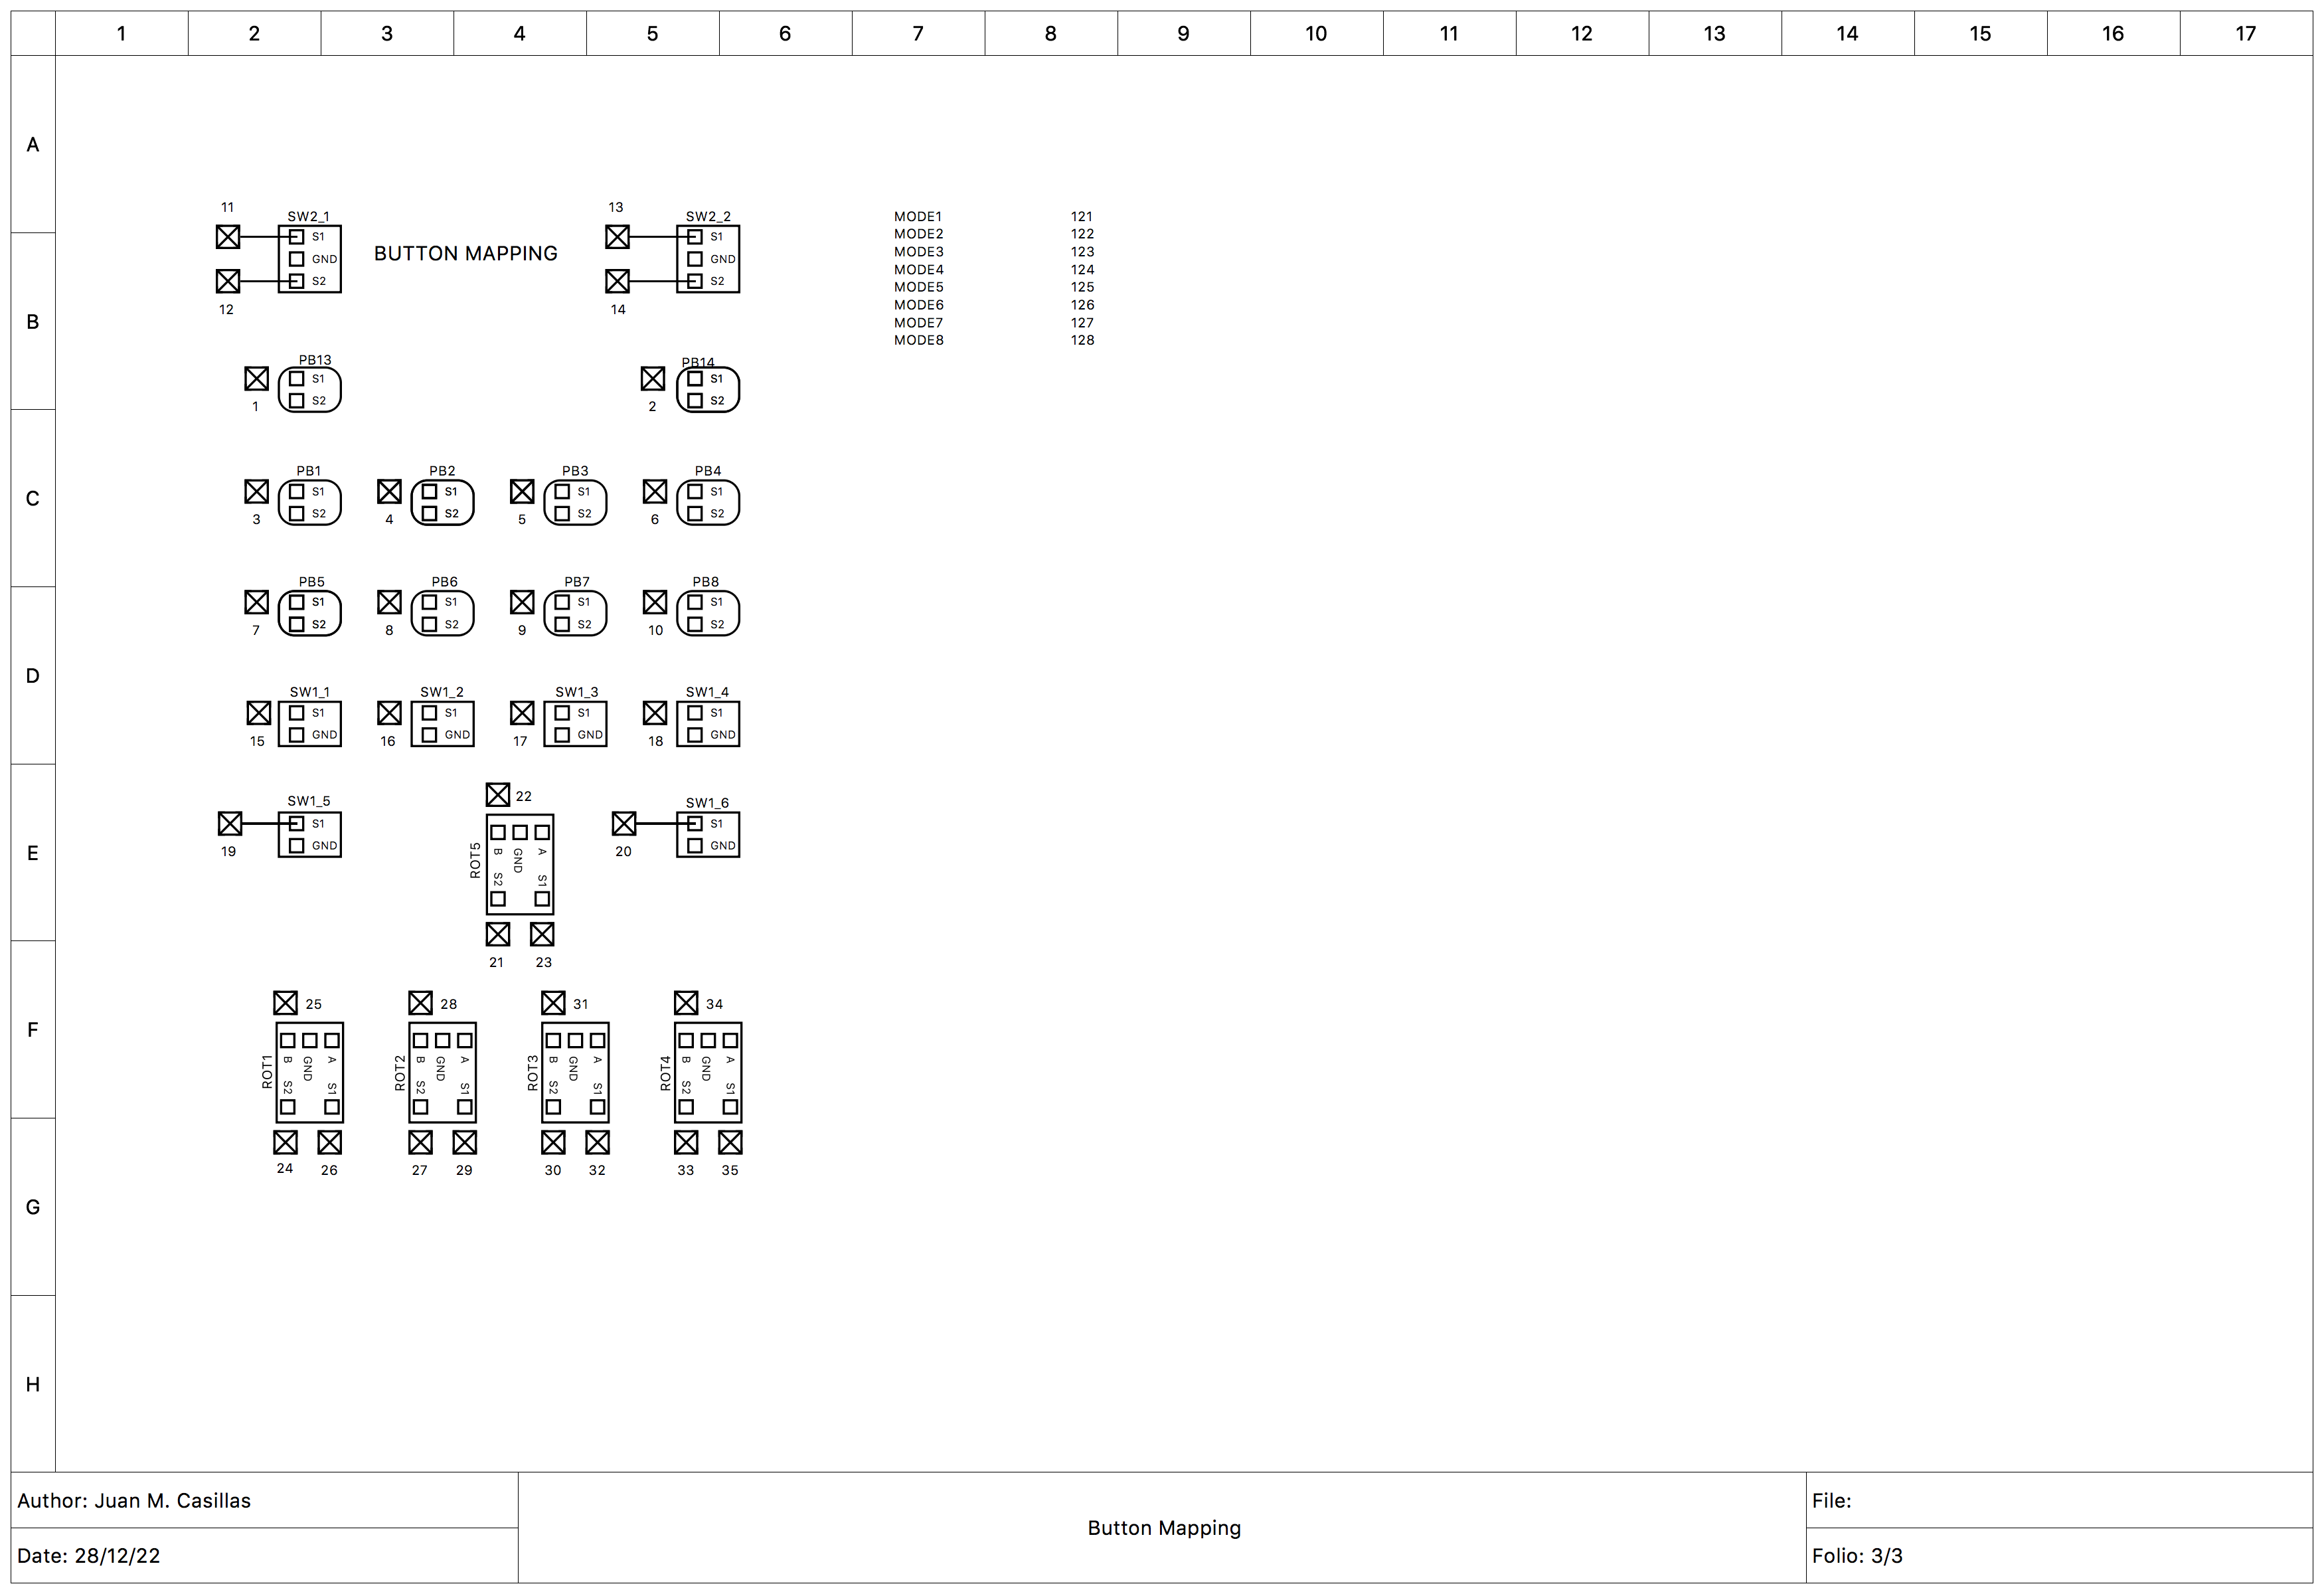 1 2 3 4 5 6 7 8 9 10 11 12 13 14 15 16 17
A
11 13
SW2_1 SW2_2 MODE1 121
S1 S1 MODE2 122
BUTTON MAPPING MODE3 123
GND GND MODE4 124
S2 S2 MODE5 125
12 14 MODE6 126
B MODE7 127
MODE8 128
PB13 PB14
S1 S1
1 S2 2 S2
PB1 PB2 PB3 PB4
S1 S1 S1 S1
C
3 S2 4 S2 5 S2 6 S2
PB5 PB6 PB7 PB8
S1 S1 S1 S1
7 S2 8 S2 9 S2 10 S2
D
SW1_1 SW1_2 SW1_3 SW1_4
S1 S1 S1 S1
15 GND 16 GND 17 GND 18 GND
22
SW1_5 SW1_6
S1 S1
19 GND 20 GND
E
ROT5 B GND A
S2 S1
21 23
25 28 31 34
F
ROT1 B GND A ROT2 B GND A ROT3 B GND A ROT4 B GND A
S2 S1 S2 S1 S2 S1 S2 S1
24 26 27 29 30 32 33 35
G
H
Author: Juan M. Casillas
Date: 28/12/22
Button Mapping
File:
Folio: 3/3